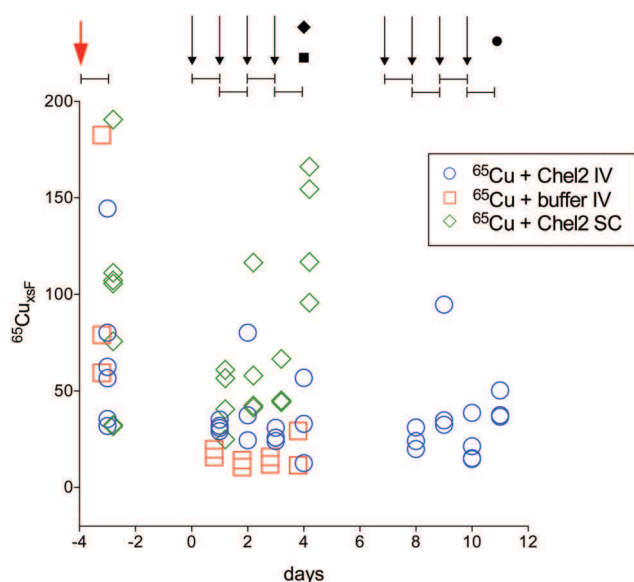 200
150
100
50
0
⁶⁵CuxsF
-4 -2 0 2 4 6 8 10 12
days
⁶⁵Cu + Chel2 IV
⁶⁵Cu + buffer IV
⁶⁵Cu + Chel2 SC